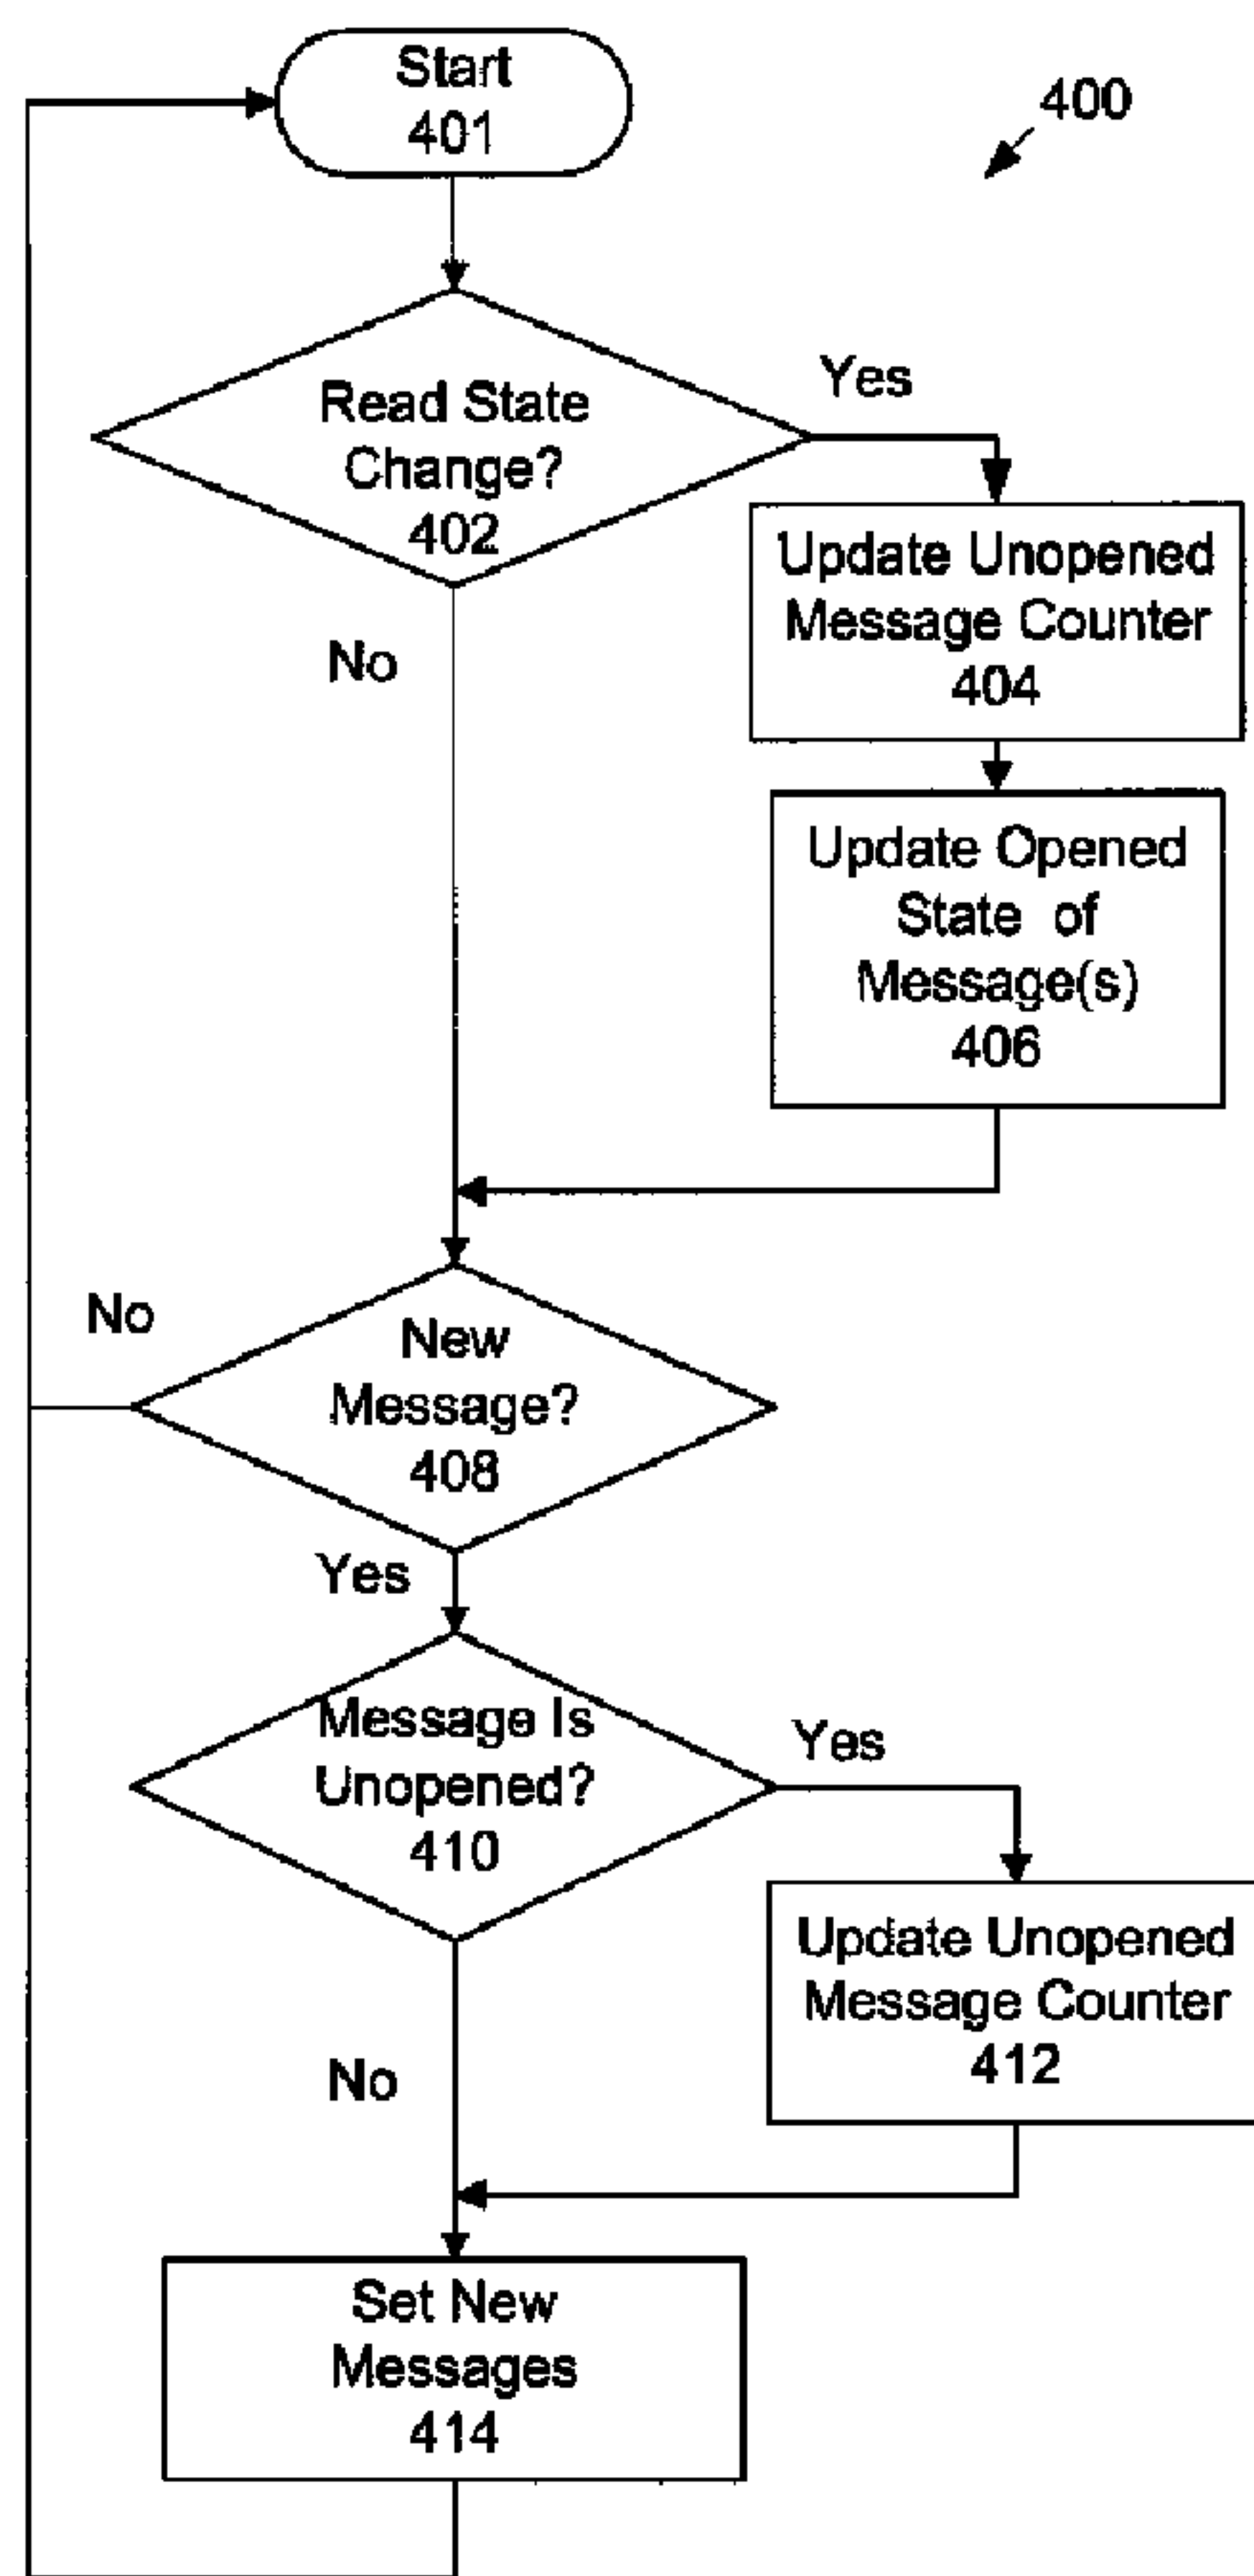 Start
401
400
Read State
Change?
402
Yes
No
Update Unopened
Message Counter
404
Update Opened
State of
Message(s)
406
New
Message?
408
No
Yes
Message Is
Unopened?
410
Yes
No
Update Unopened
Message Counter
412
Set New
Messages
414